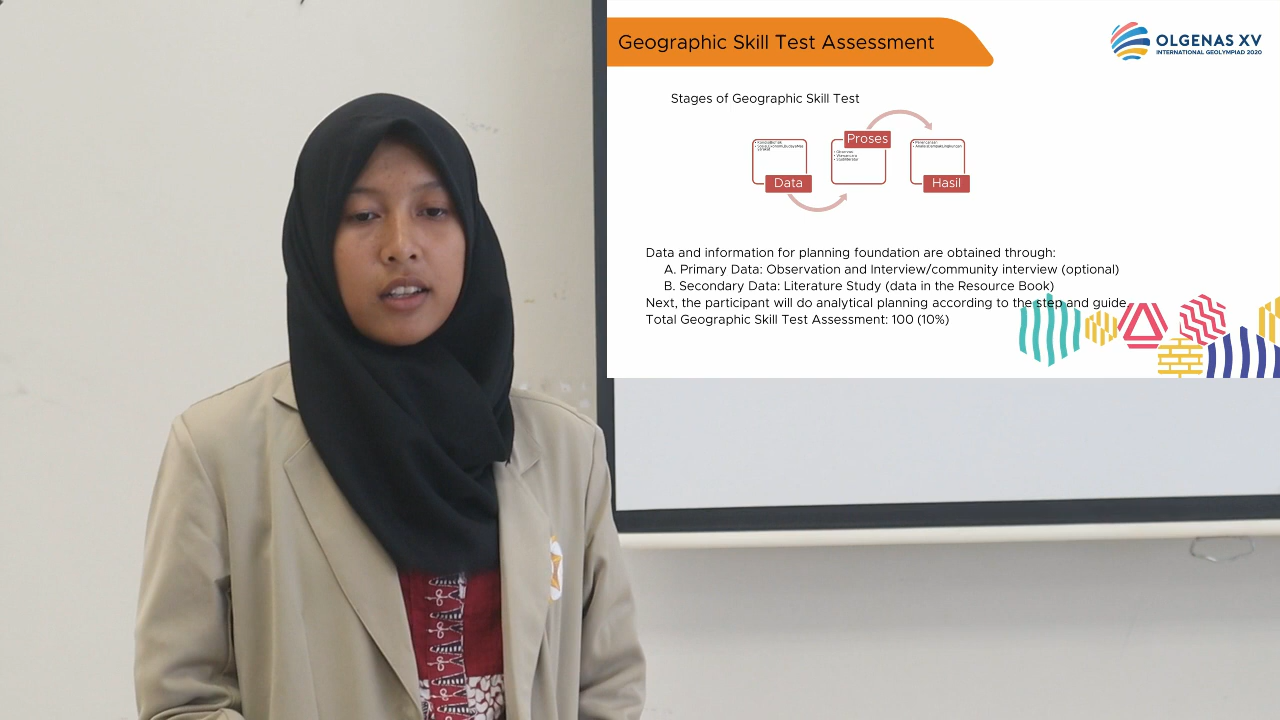 Geographic Skill Test Assessment
OLGENAS XV
INTERNATIONAL GEOLYMPIAD 2020
Stages of Geographic Skill Test
Proses
Data
Hasil
Data and information for planning foundation are obtained through:
A. Primary Data: Observation and Interview/community interview (optional)
B. Secondary Data: Literature Study (data in the Resource Book)
Next, the participant will do analytical planning according to the step and guide.
Total Geographic Skill Test Assessment: 100 (10%)